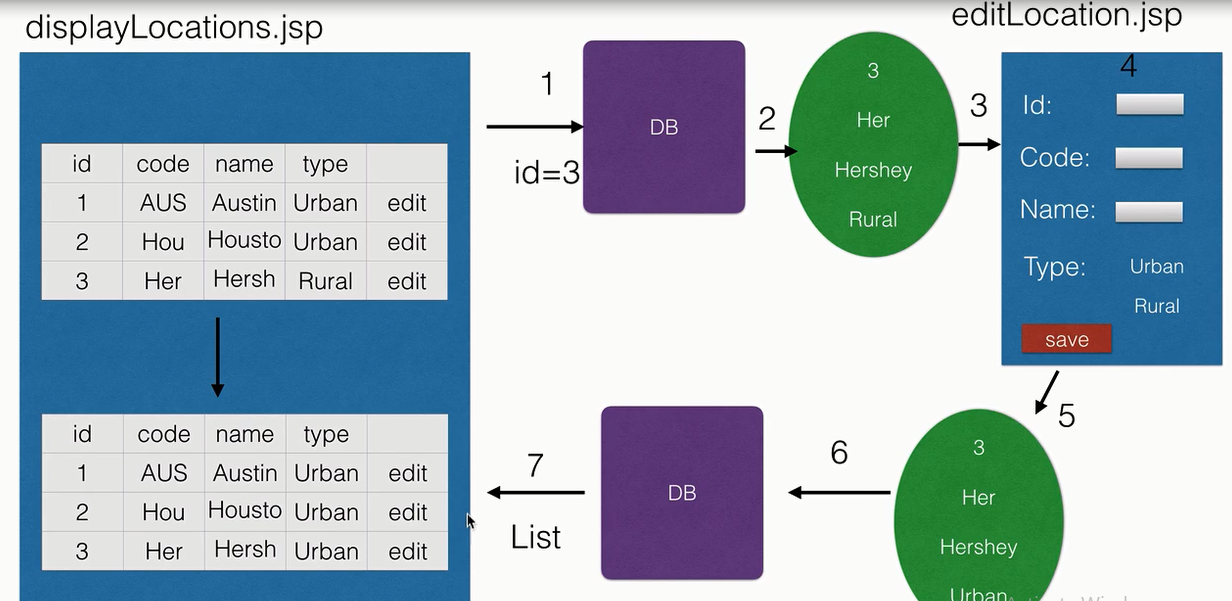 displayLocations.jsp
editLocation.jsp
id code name type
1 AUS Austin Urban edit
2 Hou Housto Urban edit
3 Her Hersh Rural edit
1
id=3
DB
2
3
Her
Hershey
Rural
3
4
Id:
Code:
Name:
Type: Urban
Rural
save
5
3
Her
Hershey
Urban
6
DB
7
List
id code name type
1 AUS Austin Urban edit
2 Hou Housto Urban edit
3 Her Hersh Urban edit